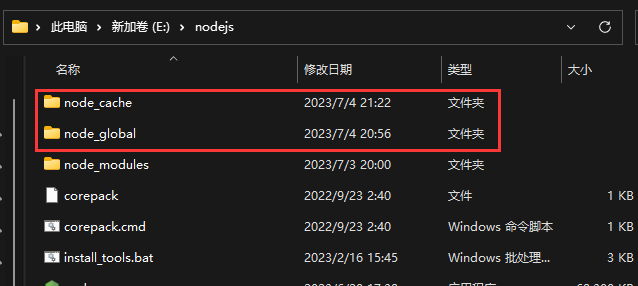 此电脑 > 新加卷 (E:) > nodejs
名称 修改日期 类型 大小
node_cache 2023/7/4 21:22 文件夹
node_global 2023/7/4 20:56 文件夹
node_modules 2023/7/3 20:00 文件夹
corepack 2022/9/23 2:40 文件 1 KB
corepack.cmd 2022/9/23 2:40 Windows 命令脚本 1 KB
install_tools.bat 2023/2/16 15:45 Windows 批处理... 3 KB